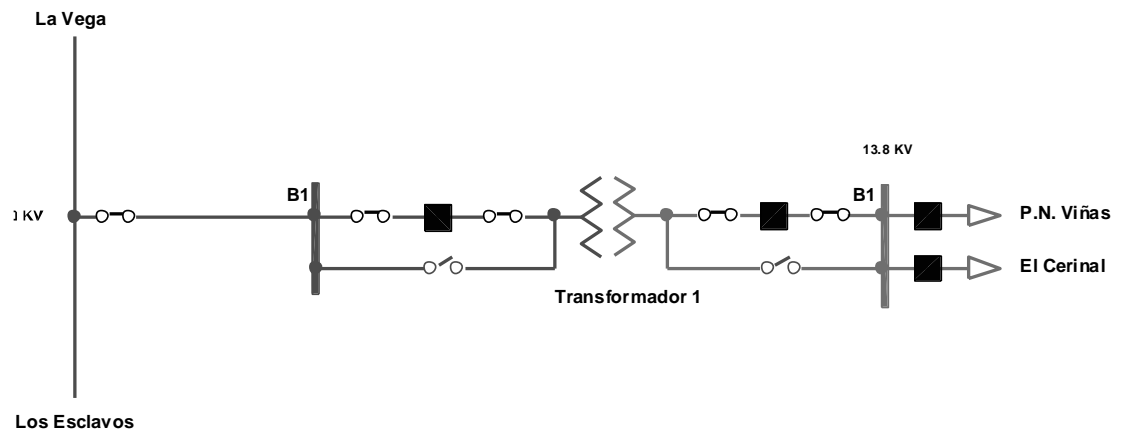 La Vega
13.8 KV
B1
B1
KV
P.N. Viñas
El Cerinal
Transformador 1
Los Esclavos